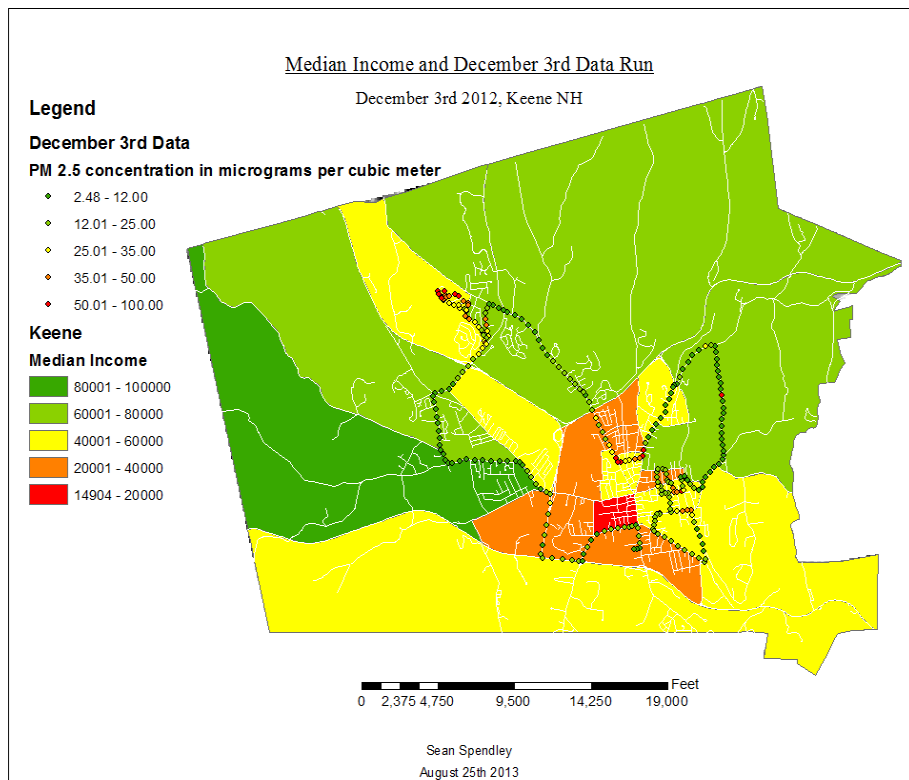 Median Income and December 3rd Data Run
December 3rd 2012, Keene NH
Legend
December 3rd Data
PM 2.5 concentration in micrograms per cubic meter
2.48 - 12.00
12.01 - 25.00
25.01 - 35.00
35.01 - 50.00
50.01 - 100.00
Keene
Median Income
80001 - 100000
60001 - 80000
40001 - 60000
20001 - 40000
14904 - 20000
Feet
0 2,375 4,750 9,500 14,250 19,000
Sean Spendley
August 25th 2013